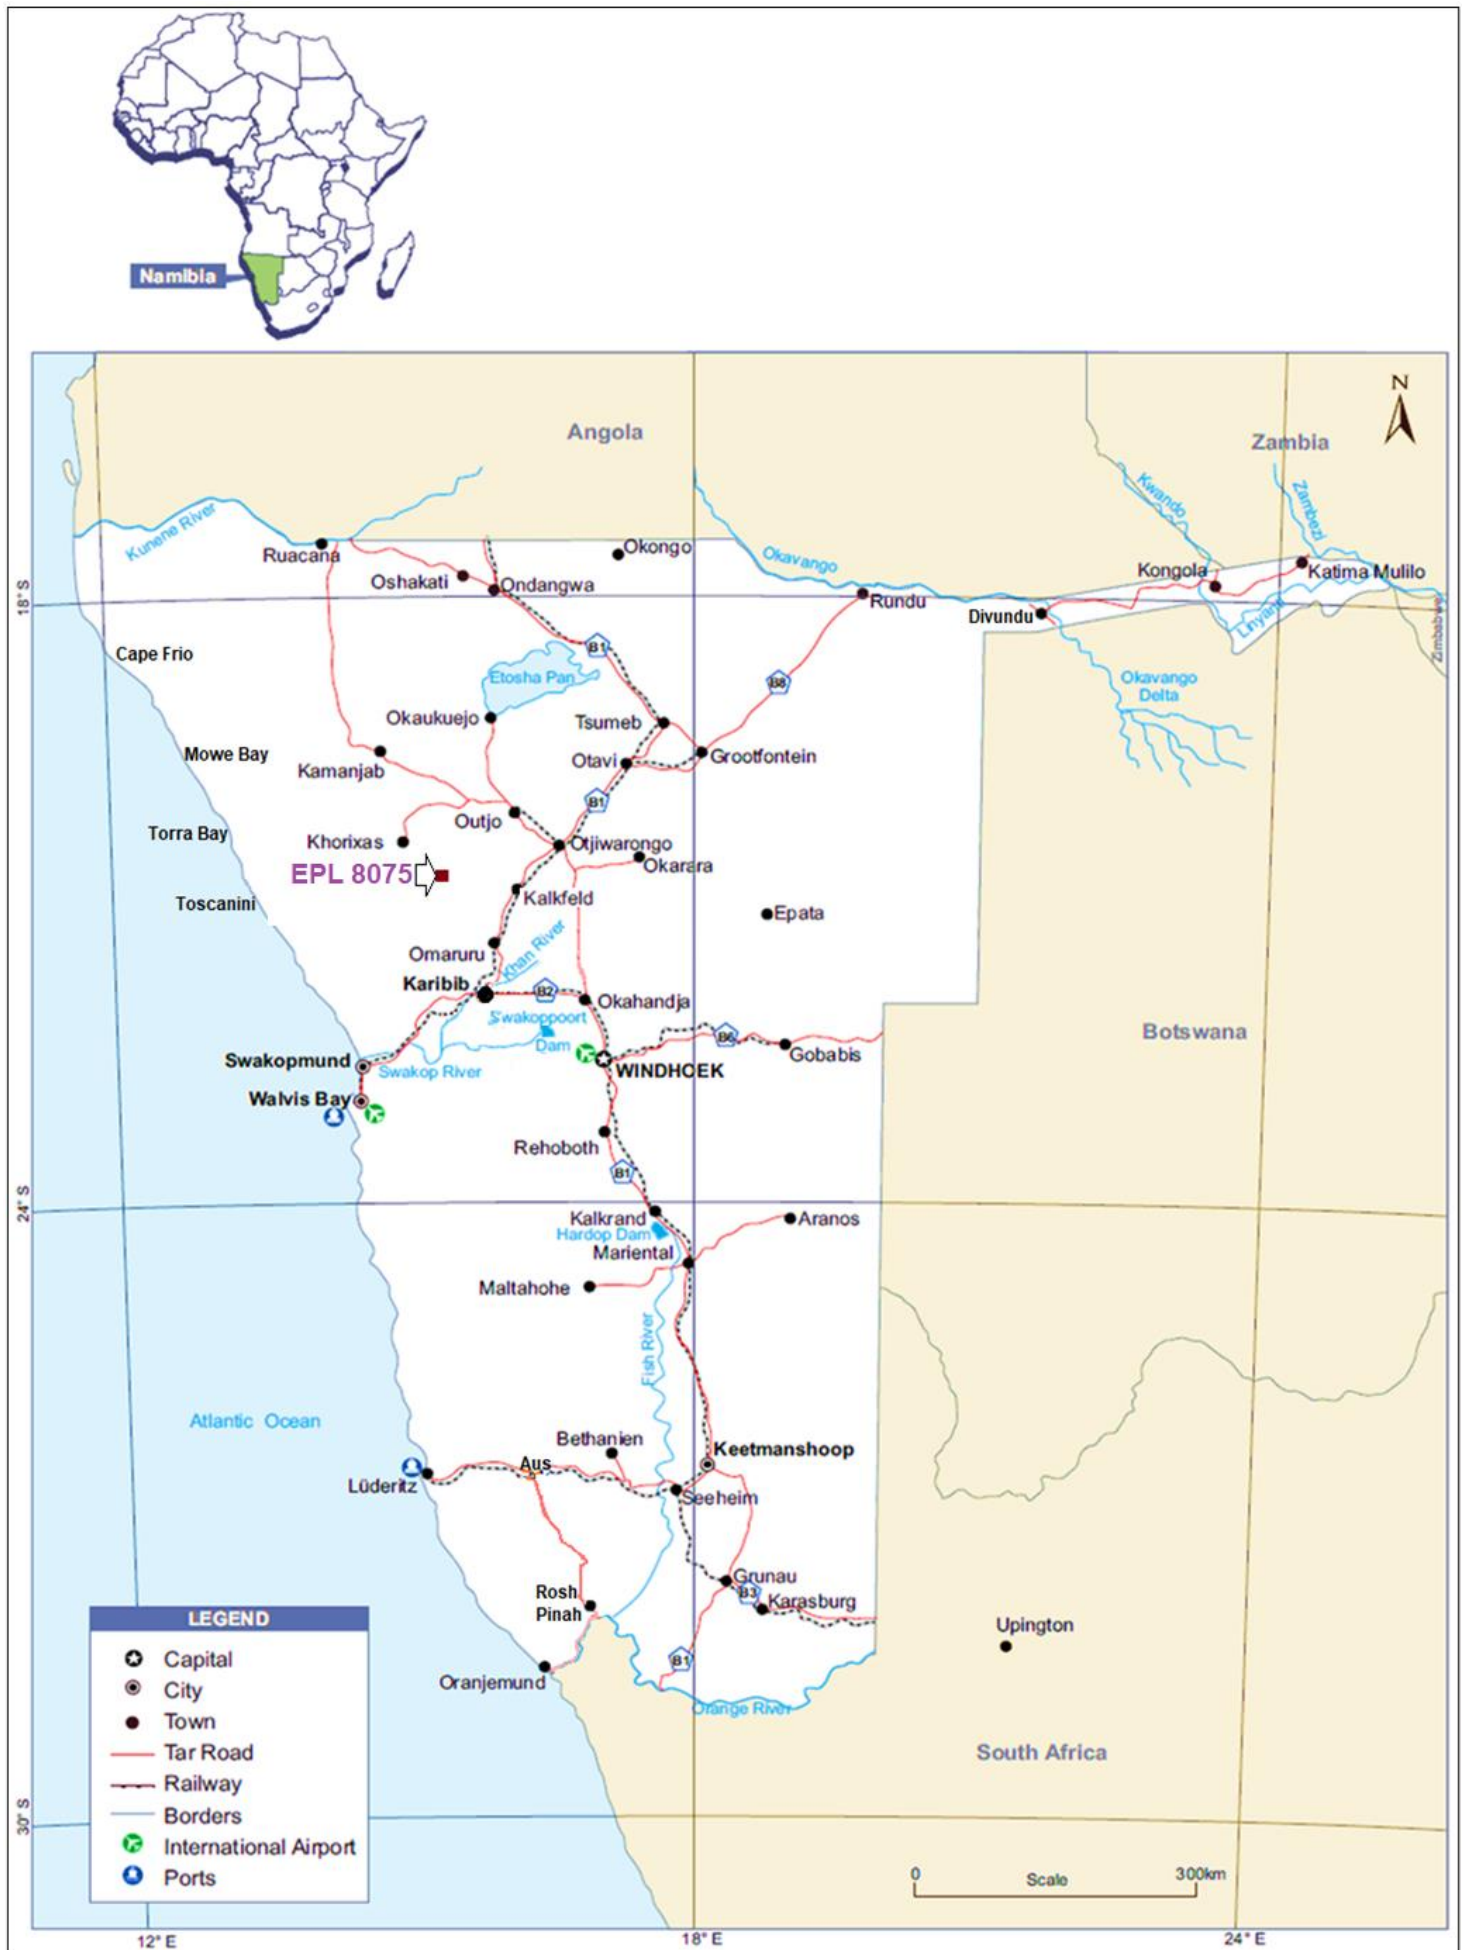 Namibia
N
Angola
Zambia
Kwando
Zambezi
Kunene River
Ruacana
Okongo
Okavango
Oshakati
Ondangwa
Kongola
Katima Mulilo
18° S
Rundu
Divundu
Linyanti
Zimbabwe
Cape Frio
B1
Etosha Pan
B8
Okavango
Delta
Okaukuejo
Tsumeb
Mowe Bay
Kamanjab
Otavi
Grootfontein
B1
Outjo
Torra Bay
Khorixas
Otjiwarongo
Okarara
EPL 8075
Kalkfeld
Toscanini
Epata
Omaruru
Khan River
Karibib
B2
Okahandja
Swakoppoort
Dam
B6
Botswana
Gobabis
Swakopmund
Swakop River
WINDHOEK
Walvis Bay
Rehoboth
B1
24° S
Kalkrand
Aranos
Hardop Dam
Mariental
Maltahohe
Fish River
Atlantic Ocean
Bethanien
Keetmanshoop
Aus
Lüderitz
Seeheim
Grunau
B3
Karasburg
Rosh
Pinah
Upington
B1
Oranjemund
Orange River
South Africa
LEGEND
Capital
City
Town
Tar Road
Railway
Borders
International Airport
Ports
30° S
0 Scale 300km
12° E
18° E
24° E